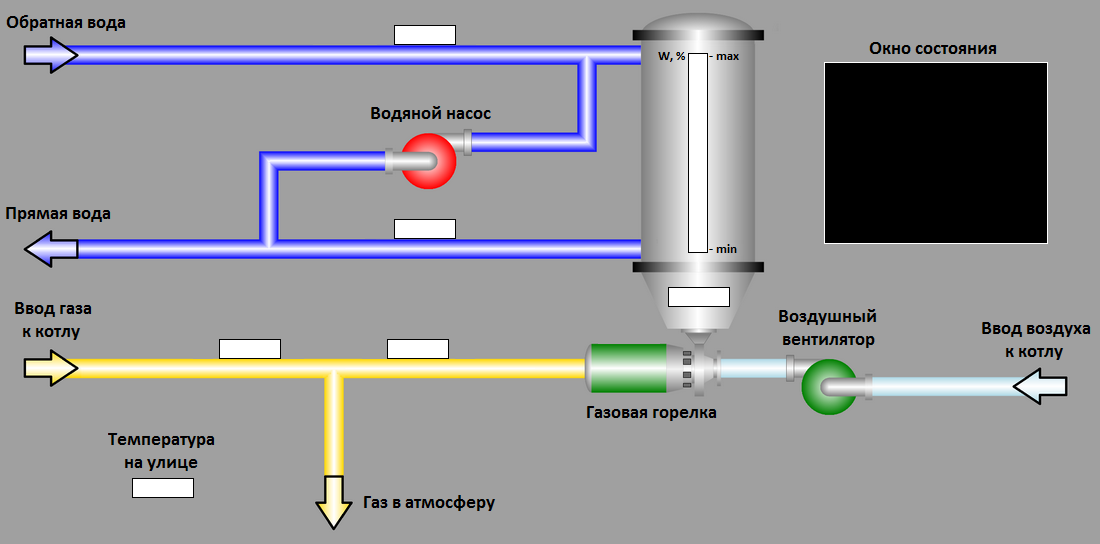 Обратная вода
Окно состояния
W, %
- max
Водяной насос
Прямая вода
- min
Ввод газа
к котлу
Воздушный
вентилятор
Ввод воздуха
к котлу
Газовая горелка
Температура
на улице
Газ в атмосферу